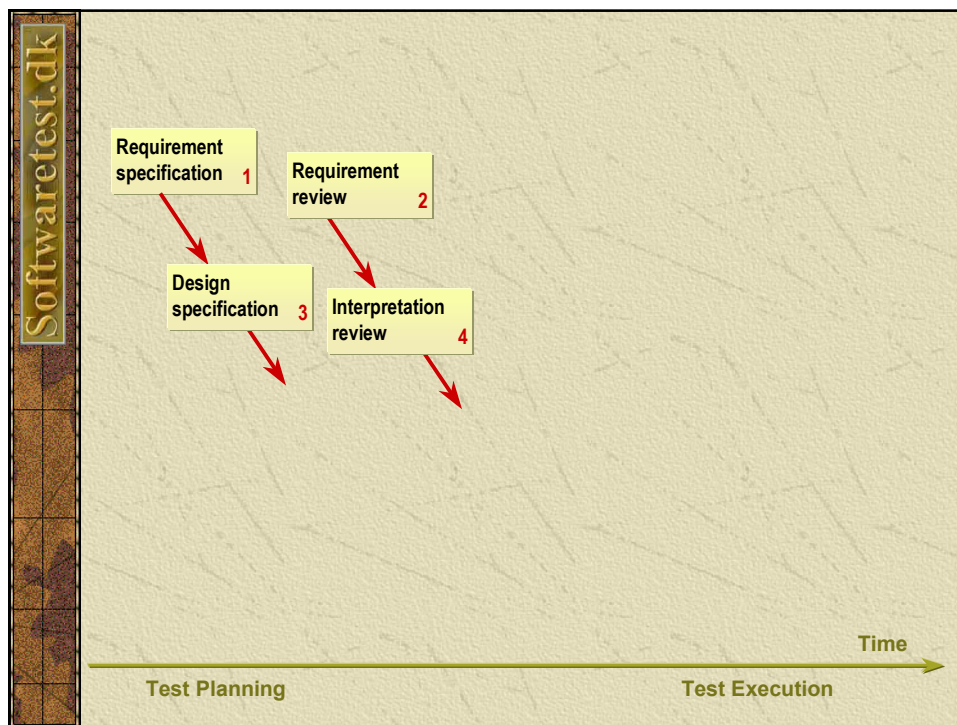 Softwaretest.dk
Requirement
specification 1
Requirement
review 2
Design
specification 3
Interpretation
review 4
Time
Test Planning
Test Execution